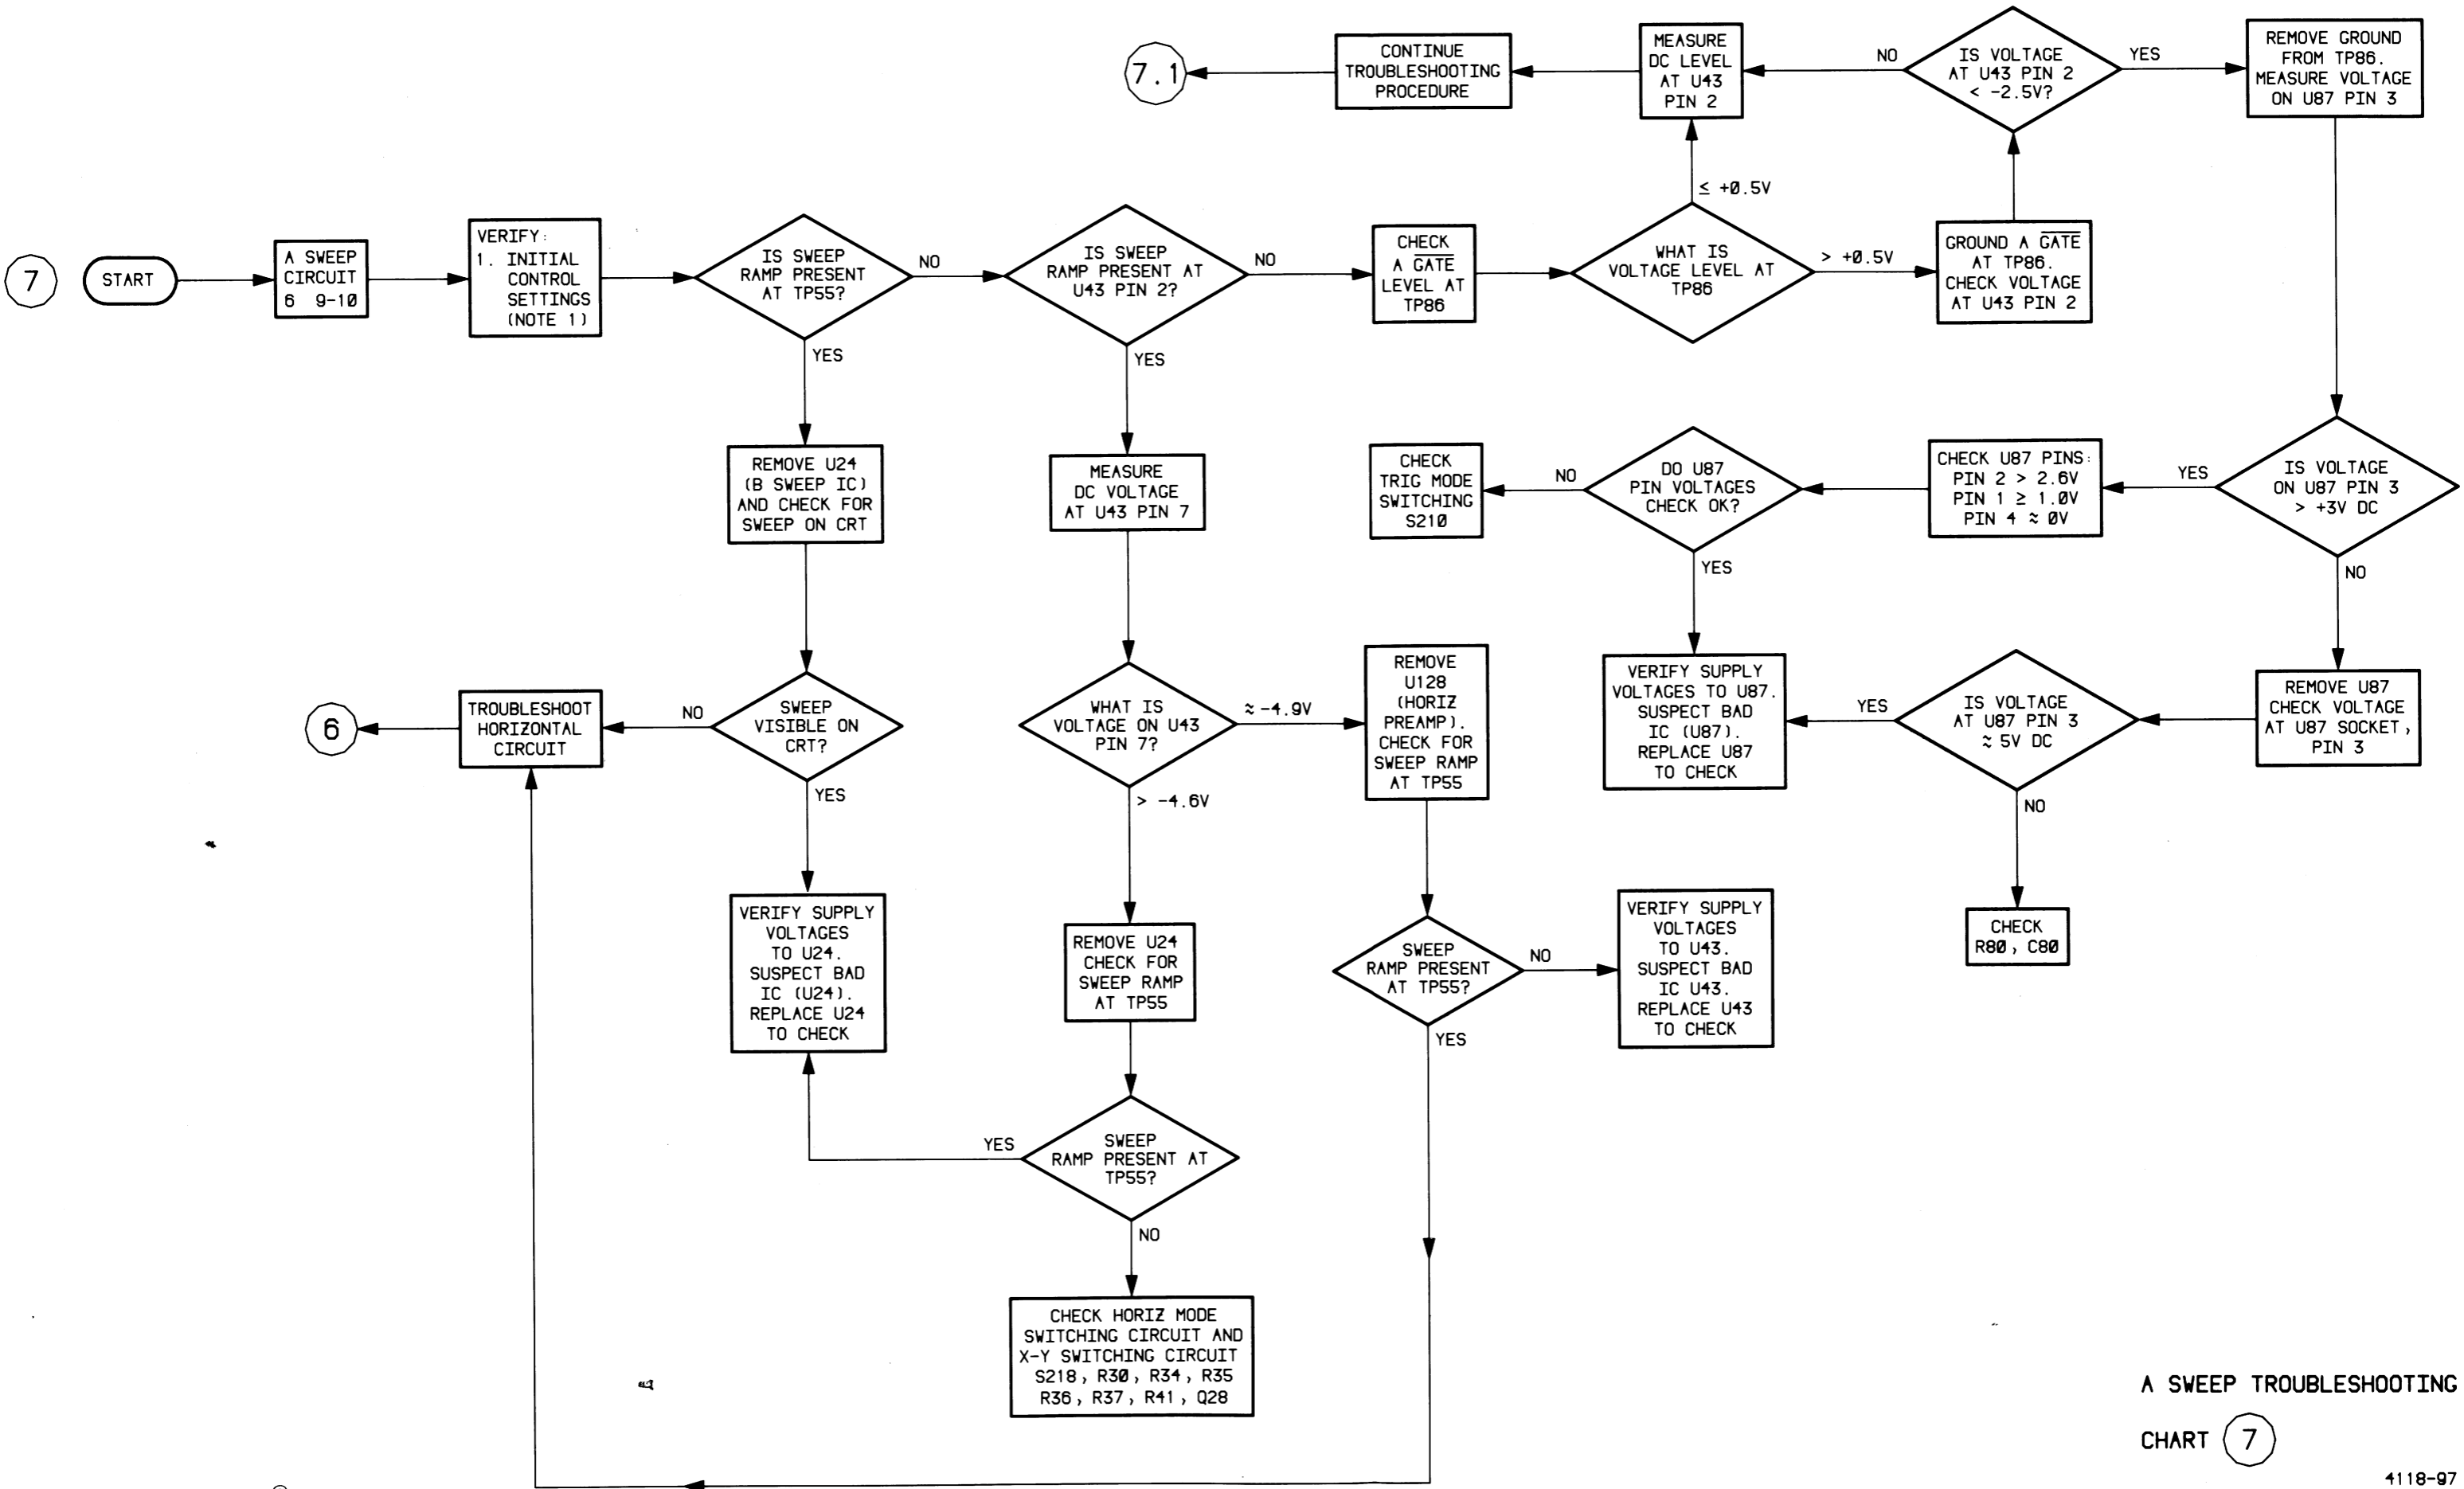 7.1
CONTINUE
TROUBLESHOOTING
PROCEDURE
MEASURE
DC LEVEL
AT U43
PIN 2
NO
IS VOLTAGE
AT U43 PIN 2
< -2.5V?
YES
REMOVE GROUND
FROM TP86.
MEASURE VOLTAGE
ON U87 PIN 3
7
START
A SWEEP
CIRCUIT
6 9-10
VERIFY:
1. INITIAL
CONTROL
SETTINGS
(NOTE 1)
IS SWEEP
RAMP PRESENT
AT TP55?
NO
YES
IS SWEEP
RAMP PRESENT AT
U43 PIN 2?
NO
YES
CHECK
A GATE
LEVEL AT
TP86
≤ +0.5V
WHAT IS
VOLTAGE LEVEL AT
TP86
> +0.5V
GROUND A GATE
AT TP86.
CHECK VOLTAGE
AT U43 PIN 2
REMOVE U24
(B SWEEP IC)
AND CHECK FOR
SWEEP ON CRT
MEASURE
DC VOLTAGE
AT U43 PIN 7
CHECK
TRIG MODE
SWITCHING
S210
NO
DO U87
PIN VOLTAGES
CHECK OK?
YES
CHECK U87 PINS:
PIN 2 > 2.6V
PIN 1 ≥ 1.0V
PIN 4 ≈ 0V
YES
IS VOLTAGE
ON U87 PIN 3
> +3V DC
NO
6
TROUBLESHOOT
HORIZONTAL
CIRCUIT
NO
SWEEP
VISIBLE ON
CRT?
YES
WHAT IS
VOLTAGE ON U43
PIN 7?
≈ -4.9V
> -4.6V
REMOVE
U128
(HORIZ
PREAMP).
CHECK FOR
SWEEP RAMP
AT TP55
VERIFY SUPPLY
VOLTAGES TO U87.
SUSPECT BAD
IC (U87).
REPLACE U87
TO CHECK
YES
IS VOLTAGE
AT U87 PIN 3
≈ 5V DC
NO
REMOVE U87
CHECK VOLTAGE
AT U87 SOCKET,
PIN 3
VERIFY SUPPLY
VOLTAGES
TO U24.
SUSPECT BAD
IC (U24).
REPLACE U24
TO CHECK
REMOVE U24
CHECK FOR
SWEEP RAMP
AT TP55
SWEEP
RAMP PRESENT
AT TP55?
NO
YES
VERIFY SUPPLY
VOLTAGES
TO U43.
SUSPECT BAD
IC U43.
REPLACE U43
TO CHECK
CHECK
R80, C80
YES
SWEEP
RAMP PRESENT AT
TP55?
NO
CHECK HORIZ MODE
SWITCHING CIRCUIT AND
X-Y SWITCHING CIRCUIT
S218, R30, R34, R35
R36, R37, R41, Q28
A SWEEP TROUBLESHOOTING
CHART 7
4118-97